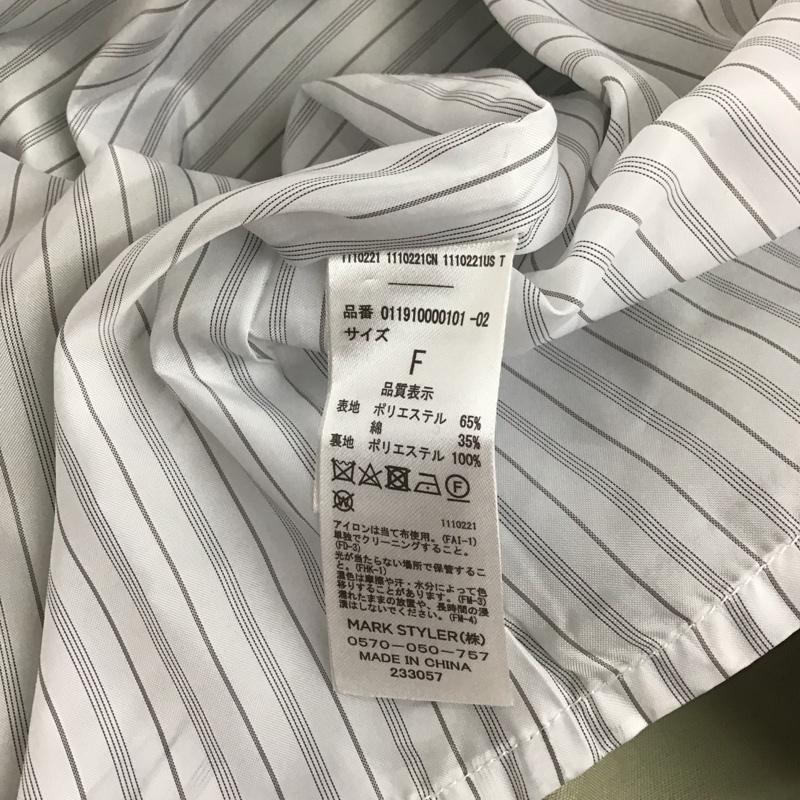 1110221 1110221CN 1110221US T
品番 011910000101-02
サイズ
F
品質表示
表地 ポリエステル 65%
綿 35%
裏地 ポリエステル 100%
F
W
1110221
アイロンは当て布使用。(FAI-1)
単独でクリーニングすること。
(FD-3)
光が当たらない場所で保管するこ
と。(FHK-1)
濃色は摩擦や汗・水分によって色
移りすることがあります。(FM-3)
濡れたままの放置や、長時間の浸
漬はしないでください。(FM-4)
MARK STYLER(株)
0570-050-757
MADE IN CHINA
233057